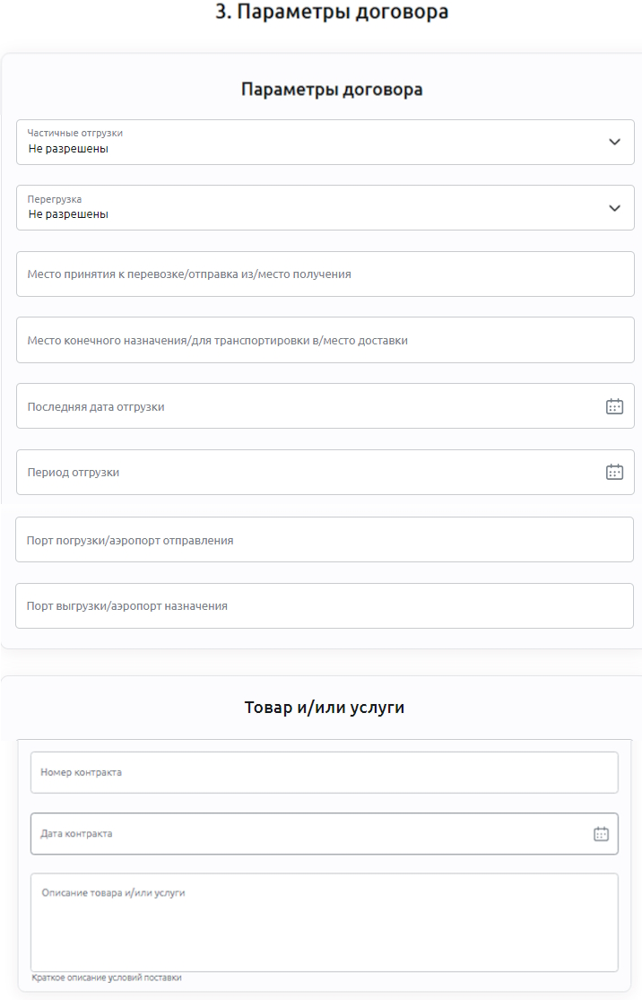 3. Параметры договора
Параметры договора
Частичные отгрузки
Не разрешены
Перегрузка
Не разрешены
Место принятия к перевозке/отправка из/место получения
Место конечного назначения/для транспортировки в/место доставки
Последняя дата отгрузки
Период отгрузки
Порт погрузки/аэропорт отправления
Порт выгрузки/аэропорт назначения
Товар и/или услуги
Номер контракта
Дата контракта
Описание товара и/или услуги
Краткое описание условий поставки